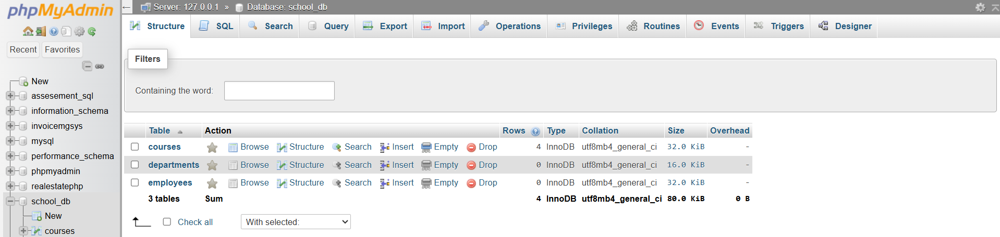 phpMyAdmin
Recent Favorites
New
assesement_sql
information_schema
invoicemgsys
mysql
performance_schema
phpmyadmin
realestatephp
school_db
New
courses
Server: 127.0.0.1 » Database: school_db
Structure SQL Search Query Export Import Operations Privileges Routines Events Triggers Designer
Filters
Containing the word:
Table Action Rows Type Collation Size Overhead
courses Browse Structure Search Insert Empty Drop 4 InnoDB utf8mb4_general_ci 32.0 KiB -
departments Browse Structure Search Insert Empty Drop 0 InnoDB utf8mb4_general_ci 16.0 KiB -
employees Browse Structure Search Insert Empty Drop 0 InnoDB utf8mb4_general_ci 32.0 KiB -
3 tables Sum 4 InnoDB utf8mb4_general_ci 80.0 KiB 0 B
Check all With selected: